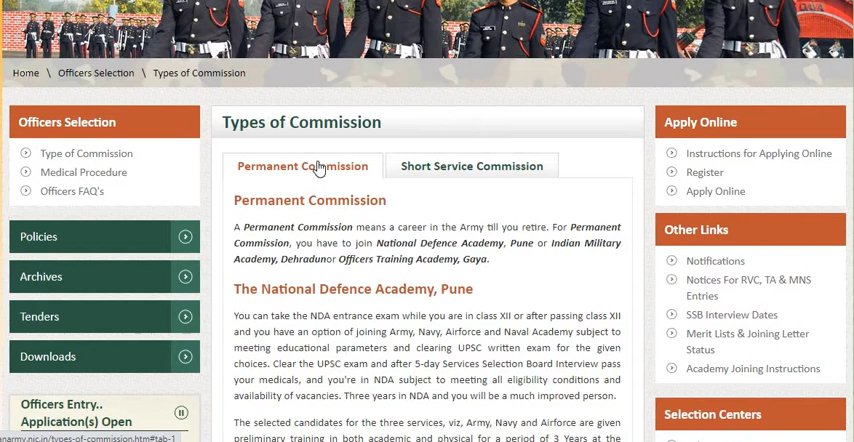 Home \ Officers Selection \ Types of Commission
Officers Selection
Type of Commission
Medical Procedure
Officers FAQ's
Policies
Archives
Tenders
Downloads
Officers Entry..
Application(s) Open
Types of Commission
Permanent Commission
Short Service Commission
Permanent Commission
A Permanent Commission means a career in the Army till you retire. For Permanent
Commission, you have to join National Defence Academy, Pune or Indian Military
Academy, Dehradunor Officers Training Academy, Gaya.
The National Defence Academy, Pune
You can take the NDA entrance exam while you are in class XII or after passing class XII
and you have an option of joining Army, Navy, Airforce and Naval Academy subject to
meeting educational parameters and clearing UPSC written exam for the given
choices. Clear the UPSC exam and after 5-day Services Selection Board Interview pass
your medicals, and you're in NDA subject to meeting all eligibility conditions and
availability of vacancies. Three years in NDA and you will be a much improved person.
The selected candidates for the three services, viz, Army, Navy and Airforce are given
preliminary training in both academic and physical for a period of 3 Years at the
Apply Online
Instructions for Applying Online
Register
Apply Online
Other Links
Notifications
Notices For RVC, TA & MNS
Entries
SSB Interview Dates
Merit Lists & Joining Letter
Status
Academy Joining Instructions
Selection Centers
anarmy.nic.in/types-of-commission.htm#tab-1